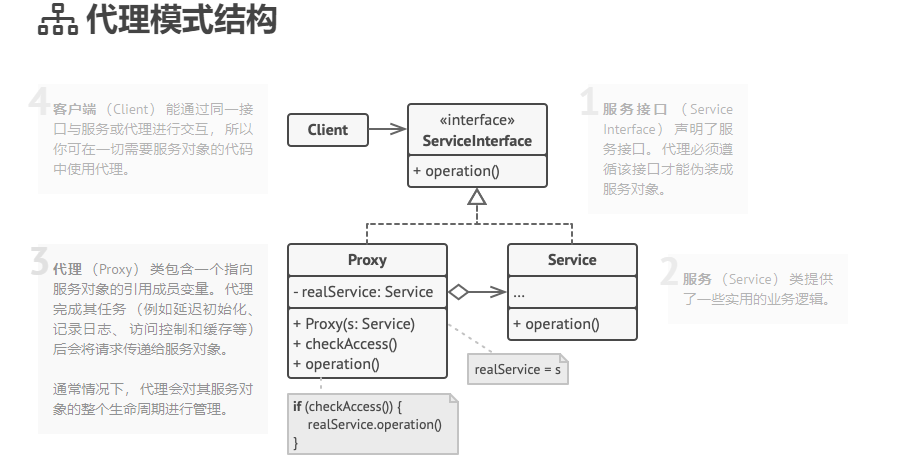 代理模式结构
4
客户端 （Client） 能通过同一接
口与服务或代理进行交互， 所以
你可在一切需要服务对象的代码
中使用代理。
Client
«interface»
ServiceInterface
+ operation()
1
服务接口 （Service
Interface） 声明了服
务接口。 代理必须遵
循该接口才能伪装成
服务对象。
3
代理 （Proxy） 类包含一个指向
服务对象的引用成员变量。 代理
完成其任务 （例如延迟初始化、
记录日志、 访问控制和缓存等）
后会将请求传递给服务对象。
通常情况下， 代理会对其服务对
象的整个生命周期进行管理。
Proxy
- realService: Service
+ Proxy(s: Service)
+ checkAccess()
+ operation()
Service
...
+ operation()
2
服务 （Service） 类提供
了一些实用的业务逻辑。
realService = s
if (checkAccess()) {
realService.operation()
}